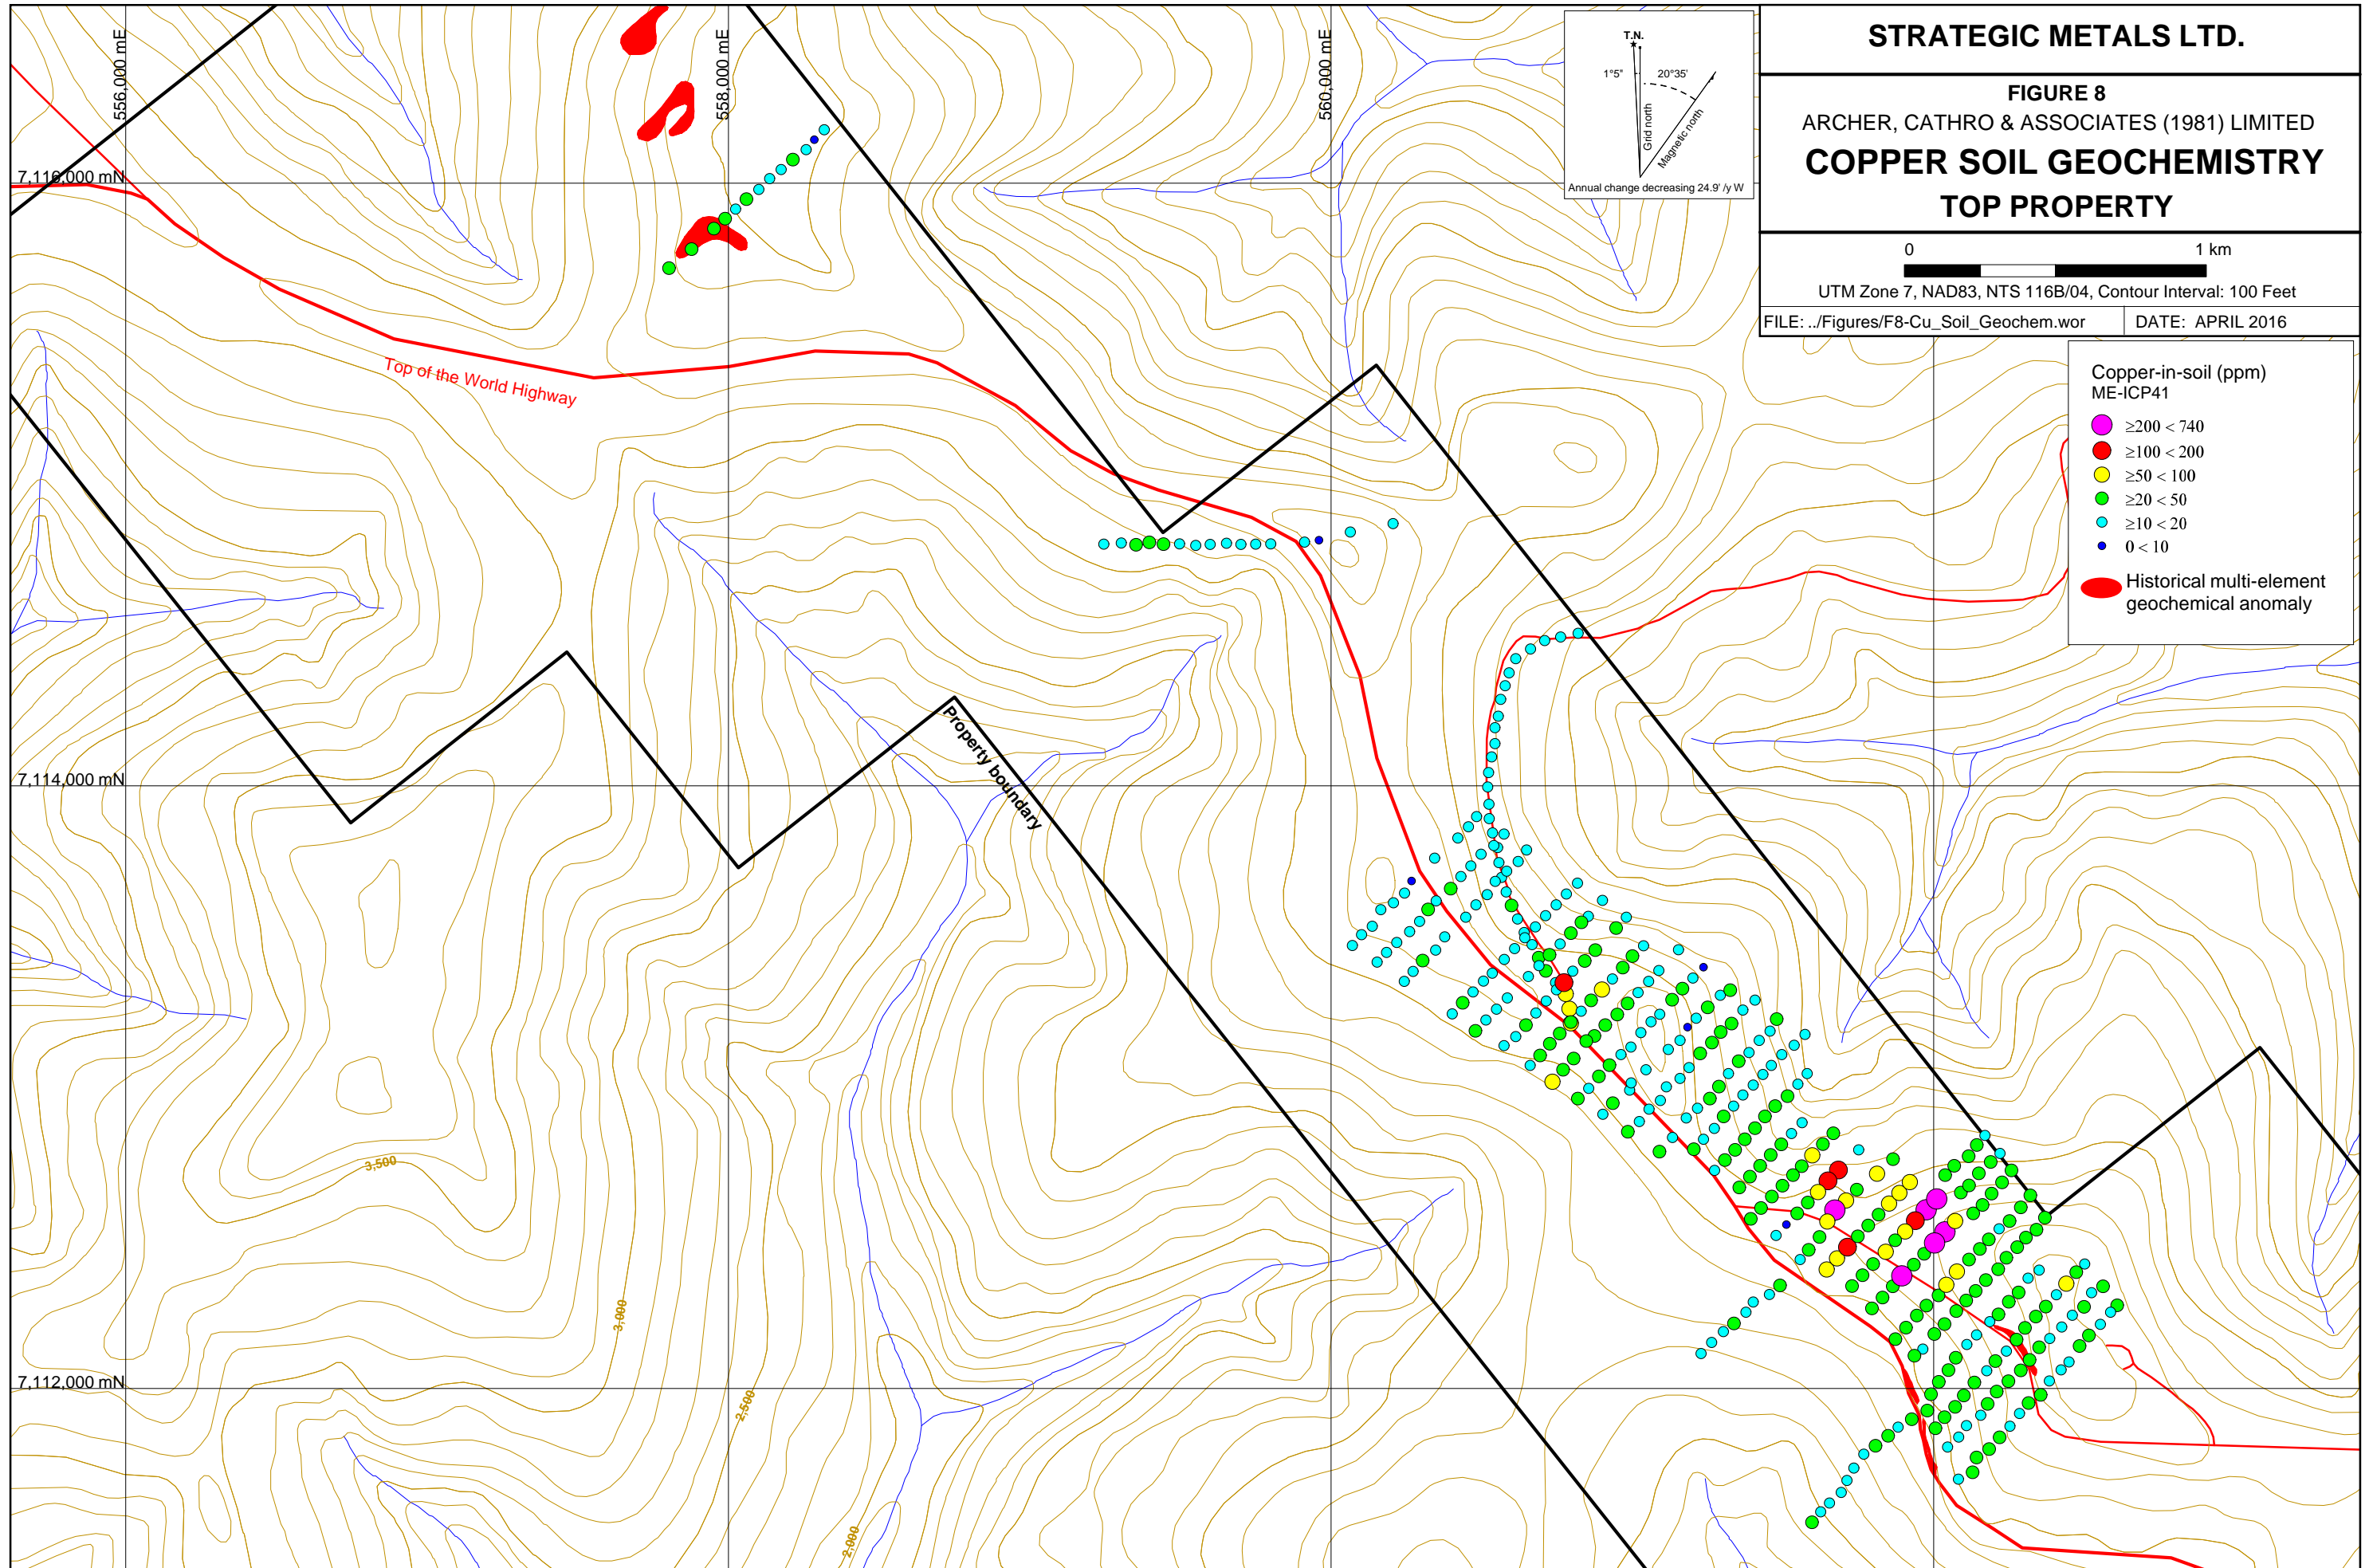 STRATEGIC METALS LTD.
FIGURE 8
ARCHER, CATHRO & ASSOCIATES (1981) LIMITED
COPPER SOIL GEOCHEMISTRY
TOP PROPERTY
0 1 km
UTM Zone 7, NAD83, NTS 116B/04, Contour Interval: 100 Feet
FILE: ../Figures/F8-Cu_Soil_Geochem.wor
DATE: APRIL 2016
T.N.
1°5"
20°35'
Grid north
Magnetic north
Annual change decreasing 24.9' /y W
Copper-in-soil (ppm)
ME-ICP41
≥200 < 740
≥100 < 200
≥50 < 100
≥20 < 50
≥10 < 20
0 < 10
Historical multi-element
geochemical anomaly
556,000 mE
558,000 mE
560,000 mE
7,116,000 mN
Top of the World Highway
Property boundary
7,114,000 mN
3,500
3,000
7,112,000 mN
2,500
2,000